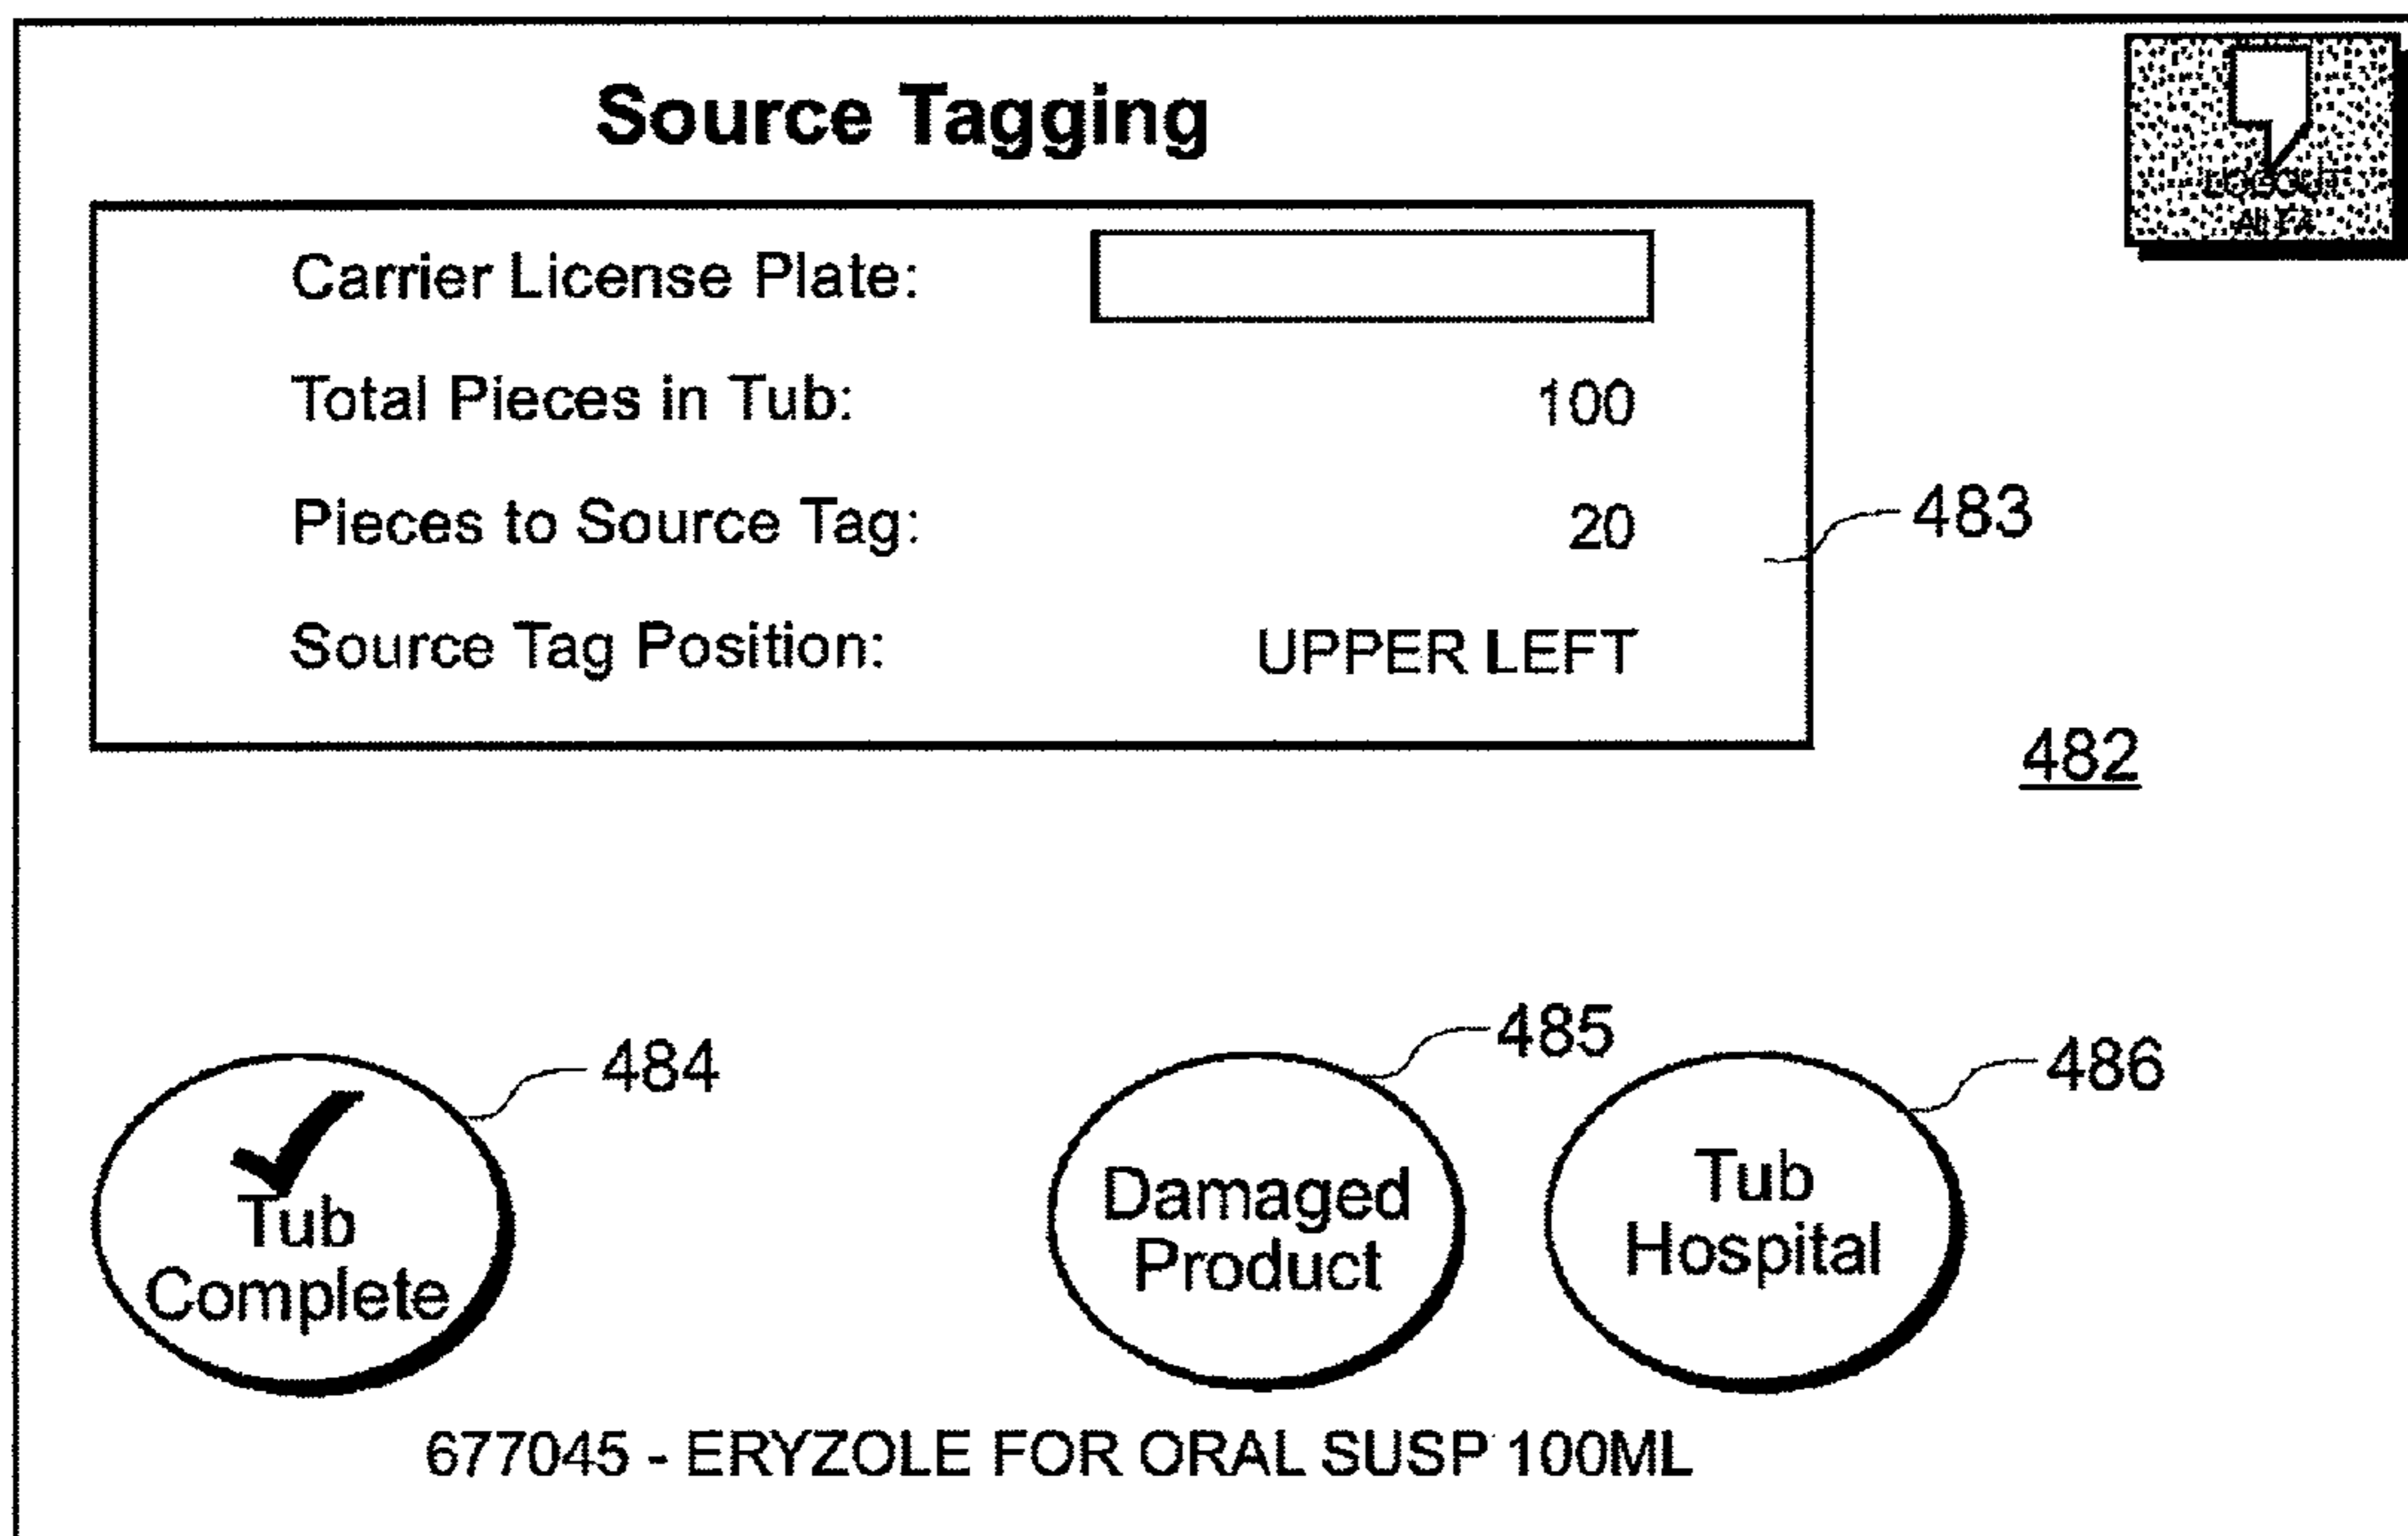 Source Tagging
LOGOUT
Carrier License Plate:
Total Pieces in Tub: 100
Pieces to Source Tag: 20
483
Source Tag Position: UPPER LEFT
482
484
485
486
Tub
Complete
Damaged
Product
Tub
Hospital
677045 - ERYZOLE FOR ORAL SUSP 100ML